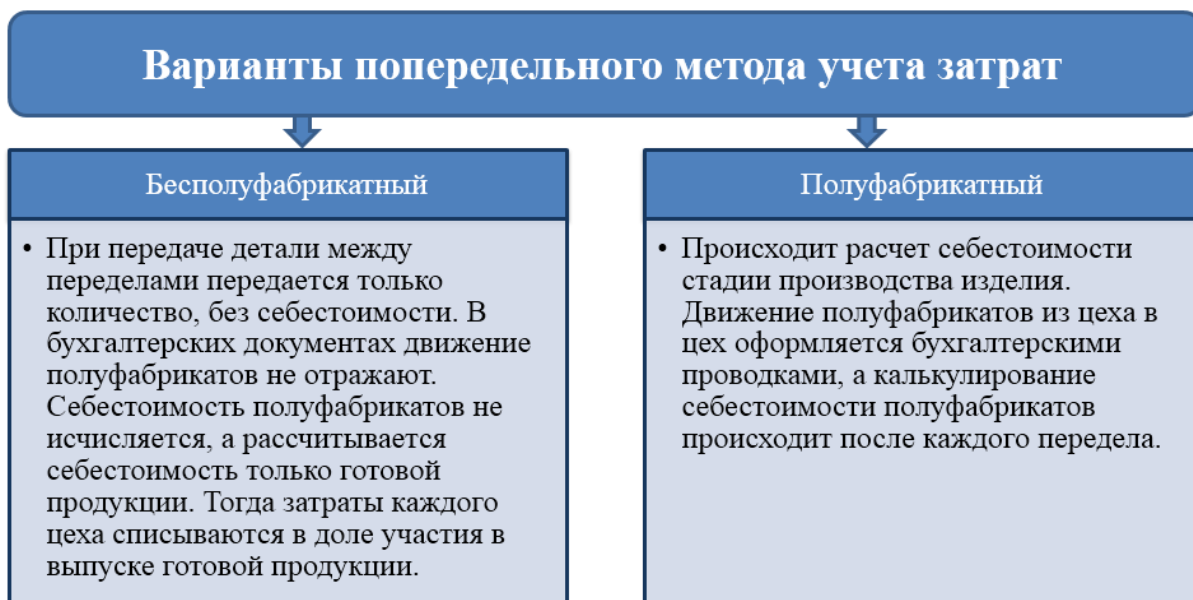 Варианты попередельного метода учета затрат
Бесполуфабрикатный
• При передаче детали между
переделами передается только
количество, без себестоимости. В
бухгалтерских документах движение
полуфабрикатов не отражают.
Себестоимость полуфабрикатов не
исчисляется, а рассчитывается
себестоимость только готовой
продукции. Тогда затраты каждого
цеха списываются в доле участия в
выпуске готовой продукции.
Полуфабрикатный
• Происходит расчет себестоимости
стадии производства изделия.
Движение полуфабрикатов из цеха в
цех оформляется бухгалтерскими
проводками, а калькулирование
себестоимости полуфабрикатов
происходит после каждого передела.